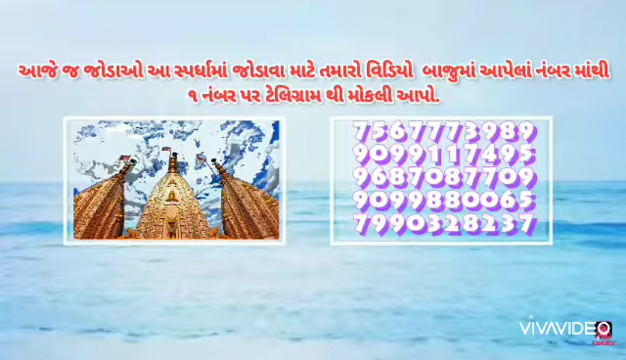 આજે જ જોડાઓ આ સ્પર્ધામાં જોડાવા માટે તમારો વિડિયો બાજુમાં આપેલાં નંબર માંથી
૧ નંબર પર ટેલિગ્રામ થી મોકલી આપો.
7567773989
9099117495
9687087709
9099880065
7990328237
VIVAVIDEO